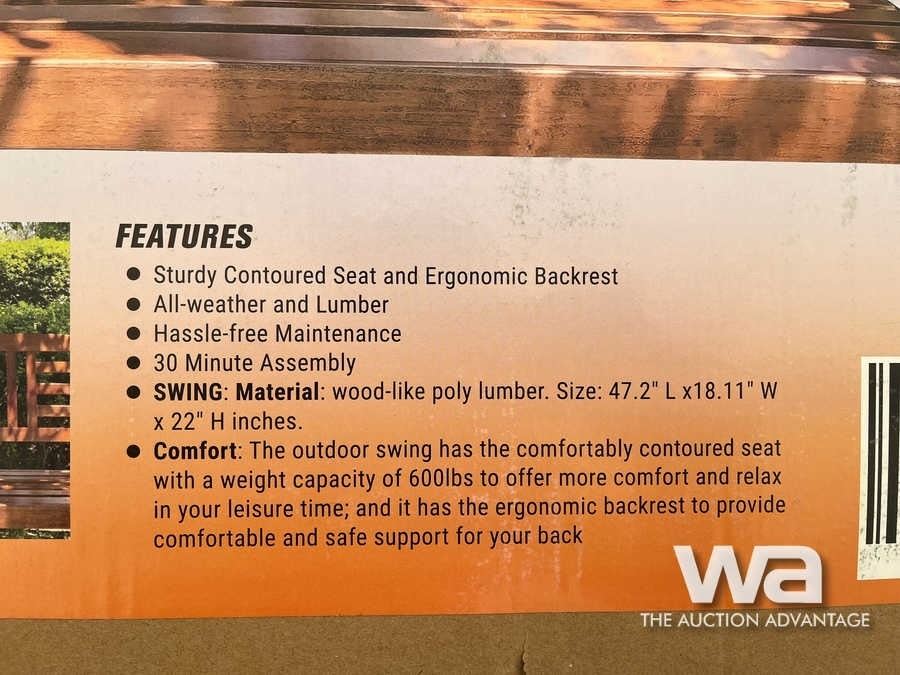 FEATURES
● Sturdy Contoured Seat and Ergonomic Backrest
● All-weather and Lumber
● Hassle-free Maintenance
● 30 Minute Assembly
● SWING: Material: wood-like poly lumber. Size: 47.2" L x18.11" W
x 22" H inches.
● Comfort: The outdoor swing has the comfortably contoured seat
with a weight capacity of 600lbs to offer more comfort and relax
in your leisure time; and it has the ergonomic backrest to provide
comfortable and safe support for your back
wa
THE AUCTION ADVANTAGE